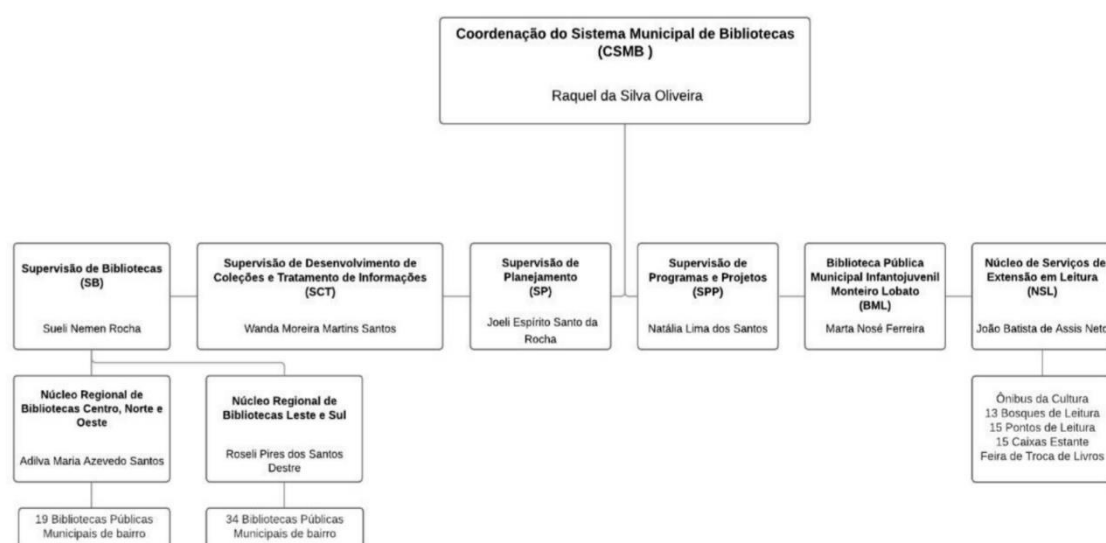 Coordenação do Sistema Municipal de Bibliotecas
(CSMB )
Raquel da Silva Oliveira
Supervisão de Bibliotecas
(SB)
Sueli Nemen Rocha
Supervisão de Desenvolvimento de
Coleções e Tratamento de Informações
(SCT)
Wanda Moreira Martins Santos
Supervisão de
Planejamento
(SP)
Joeli Espírito Santo da
Rocha
Supervisão de
Programas e Projetos
(SPP)
Natália Lima dos Santos
Biblioteca Pública
Municipal Infantojuvenil
Monteiro Lobato
(BML)
Marta Nosé Ferreira
Núcleo de Serviços de
Extensão em Leitura
(NSL)
João Batista de Assis Neto
Núcleo Regional de
Bibliotecas Centro, Norte e
Oeste
Adilva Maria Azevedo Santos
Núcleo Regional de
Bibliotecas Leste e Sul
Roseli Pires dos Santos
Destre
Ônibus da Cultura
13 Bosques de Leitura
15 Pontos de Leitura
15 Caixas Estante
Feira de Troca de Livros
19 Bibliotecas Públicas
Municipais de bairro
34 Bibliotecas Públicas
Municipais de bairro